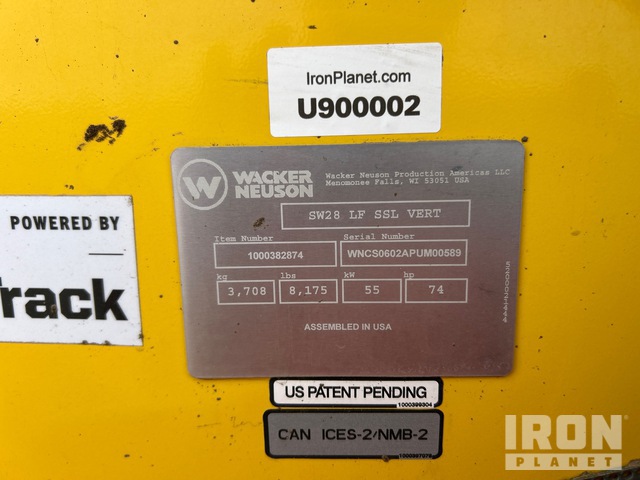 IronPlanet.com
U900002
WACKER
NEUSON
Wacker Neuson Production Americas LLC
Menomonee Falls, WI 53051 USA
SW28 LF SSL VERT
Item Number
1000382874
WNCS0602APUM00589
kg
lbs
kW
hp
3,708
8,175
55
74
ASSEMBLED IN USA
POWERED BY
rack
US PATENT PENDING
1000399304
CAN ICES-2/NMB-2
IRON
PLANET